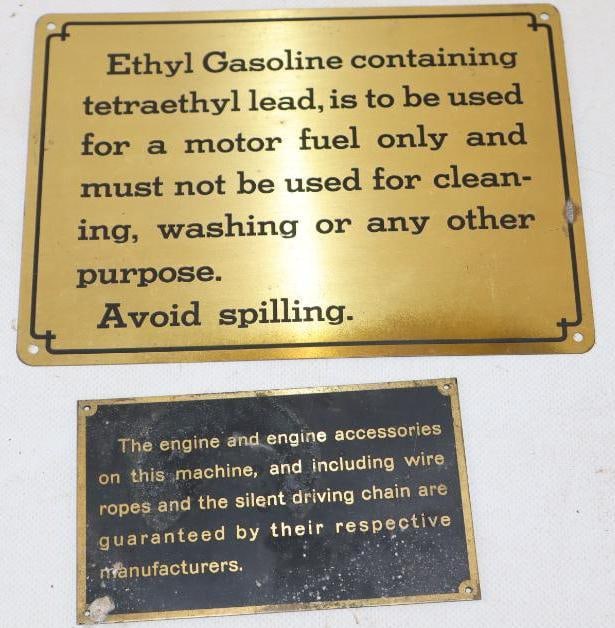 Ethyl Gasoline containing
tetraethyl lead, is to be used
for a motor fuel only and
must not be used for clean-
ing, washing or any other
purpose.
Avoid spilling.
The engine and engine accessories
on this machine, and including wire
ropes and the silent driving chain are
guaranteed by their respective
manufacturers.